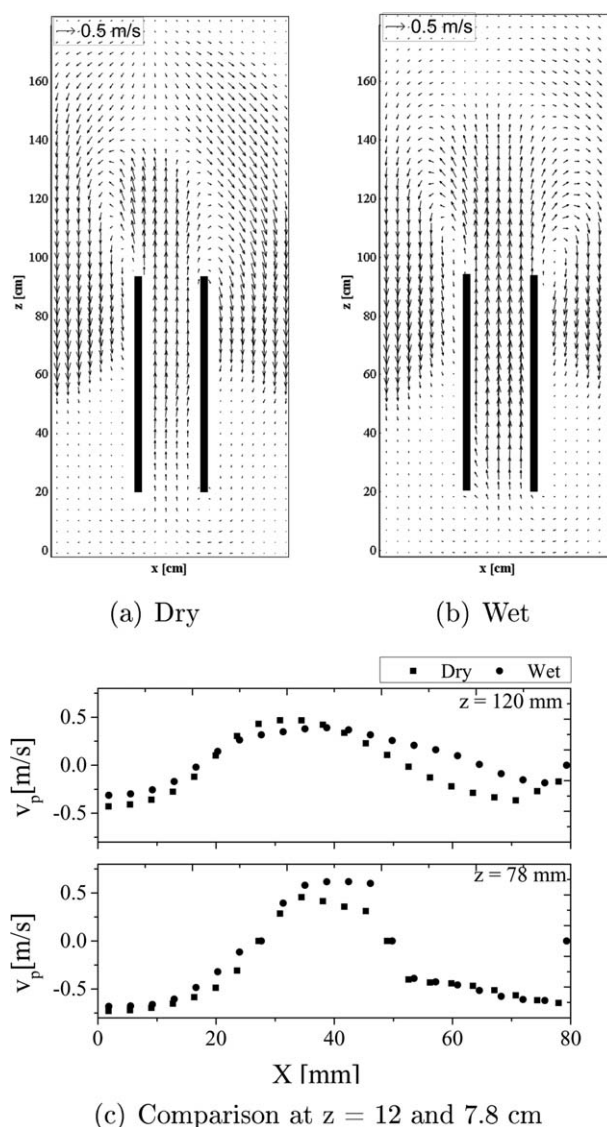 0.5 m/s
160
140
120
100
80
60
40
20
0
z [cm]
x [cm]
(a) Dry
0.5 m/s
160
140
120
100
80
60
40
20
0
z [cm]
x [cm]
(b) Wet
Dry Wet
z = 120 mm
0.5
0.0
-0.5
vp[m/s]
z = 78 mm
0.5
0.0
-0.5
vp[m/s]
0 20 40 60 80
X [mm]
(c) Comparison at z = 12 and 7.8 cm